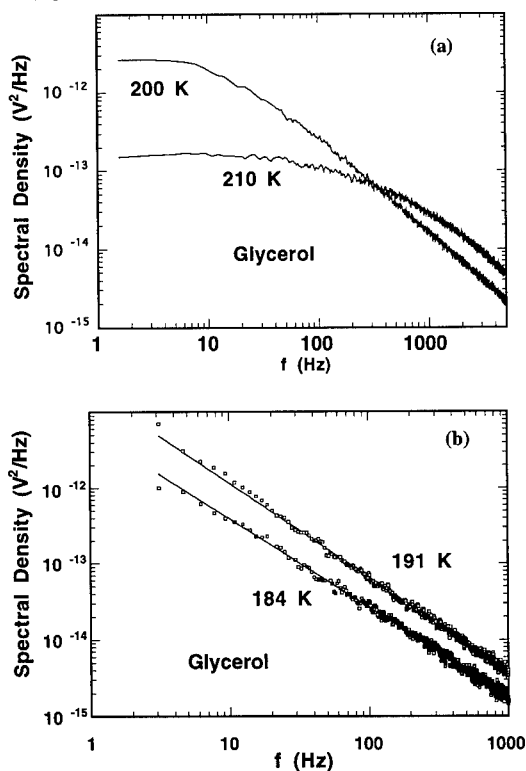 (a)
Spectral Density (V²/Hz)
10⁻¹²
10⁻¹³
10⁻¹⁴
10⁻¹⁵
200 K
210 K
Glycerol
1 10 100 1000
f (Hz)
(b)
Spectral Density (V²/Hz)
10⁻¹²
10⁻¹³
10⁻¹⁴
10⁻¹⁵
191 K
184 K
Glycerol
1 10 100 1000
f (Hz)